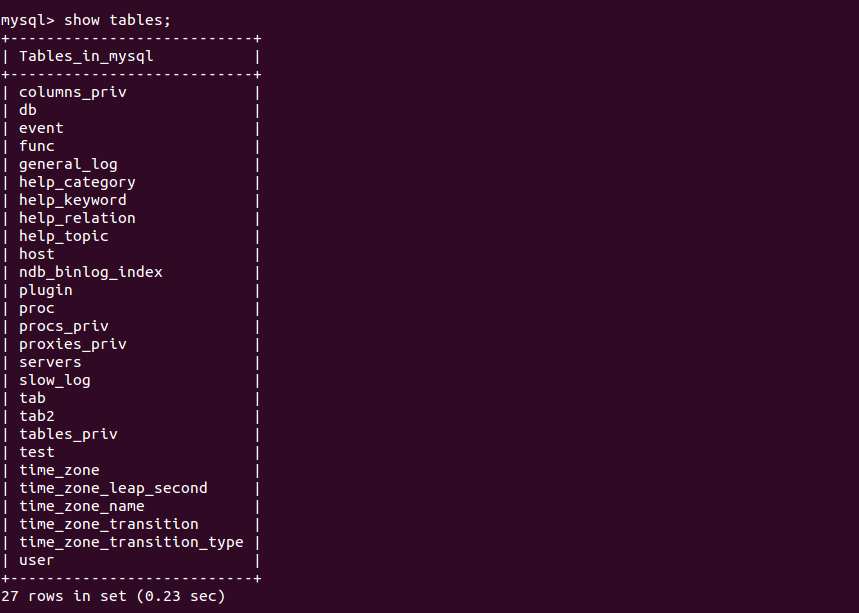 mysql> show tables;
+---------------------------+
| Tables_in_mysql           |
+---------------------------+
| columns_priv              |
| db                        |
| event                     |
| func                      |
| general_log               |
| help_category             |
| help_keyword              |
| help_relation             |
| help_topic                |
| host                      |
| ndb_binlog_index          |
| plugin                    |
| proc                      |
| procs_priv                |
| proxies_priv              |
| servers                   |
| slow_log                  |
| tab                       |
| tab2                      |
| tables_priv               |
| test                      |
| time_zone                 |
| time_zone_leap_second     |
| time_zone_name            |
| time_zone_transition      |
| time_zone_transition_type |
| user                      |
+---------------------------+
27 rows in set (0.23 sec)